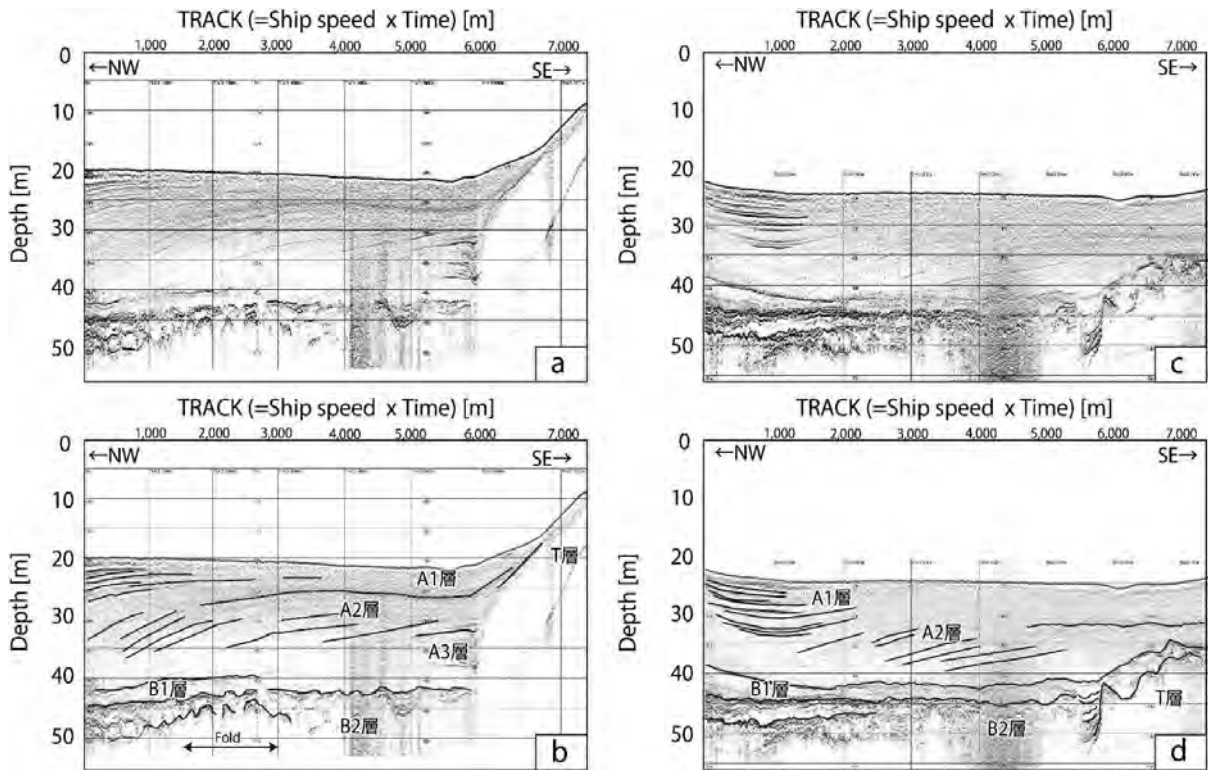 TRACK (=Ship speed x Time) [m]
1,000 2,000 3,000 4,000 5,000 6,000 7,000
←NW
SE→
Depth [m]
0
10
20
30
40
50
a
TRACK (=Ship speed x Time) [m]
1,000 2,000 3,000 4,000 5,000 6,000 7,000
←NW
SE→
Depth [m]
0
10
20
30
40
50
c
TRACK (=Ship speed x Time) [m]
1,000 2,000 3,000 4,000 5,000 6,000 7,000
←NW
SE→
Depth [m]
0
10
20
30
40
50
T層
A1層
A2層
A3層
B1層
B2層
Fold
b
TRACK (=Ship speed x Time) [m]
1,000 2,000 3,000 4,000 5,000 6,000 7,000
←NW
SE→
Depth [m]
0
10
20
30
40
50
A1層
A2層
B1層
T層
B2層
d